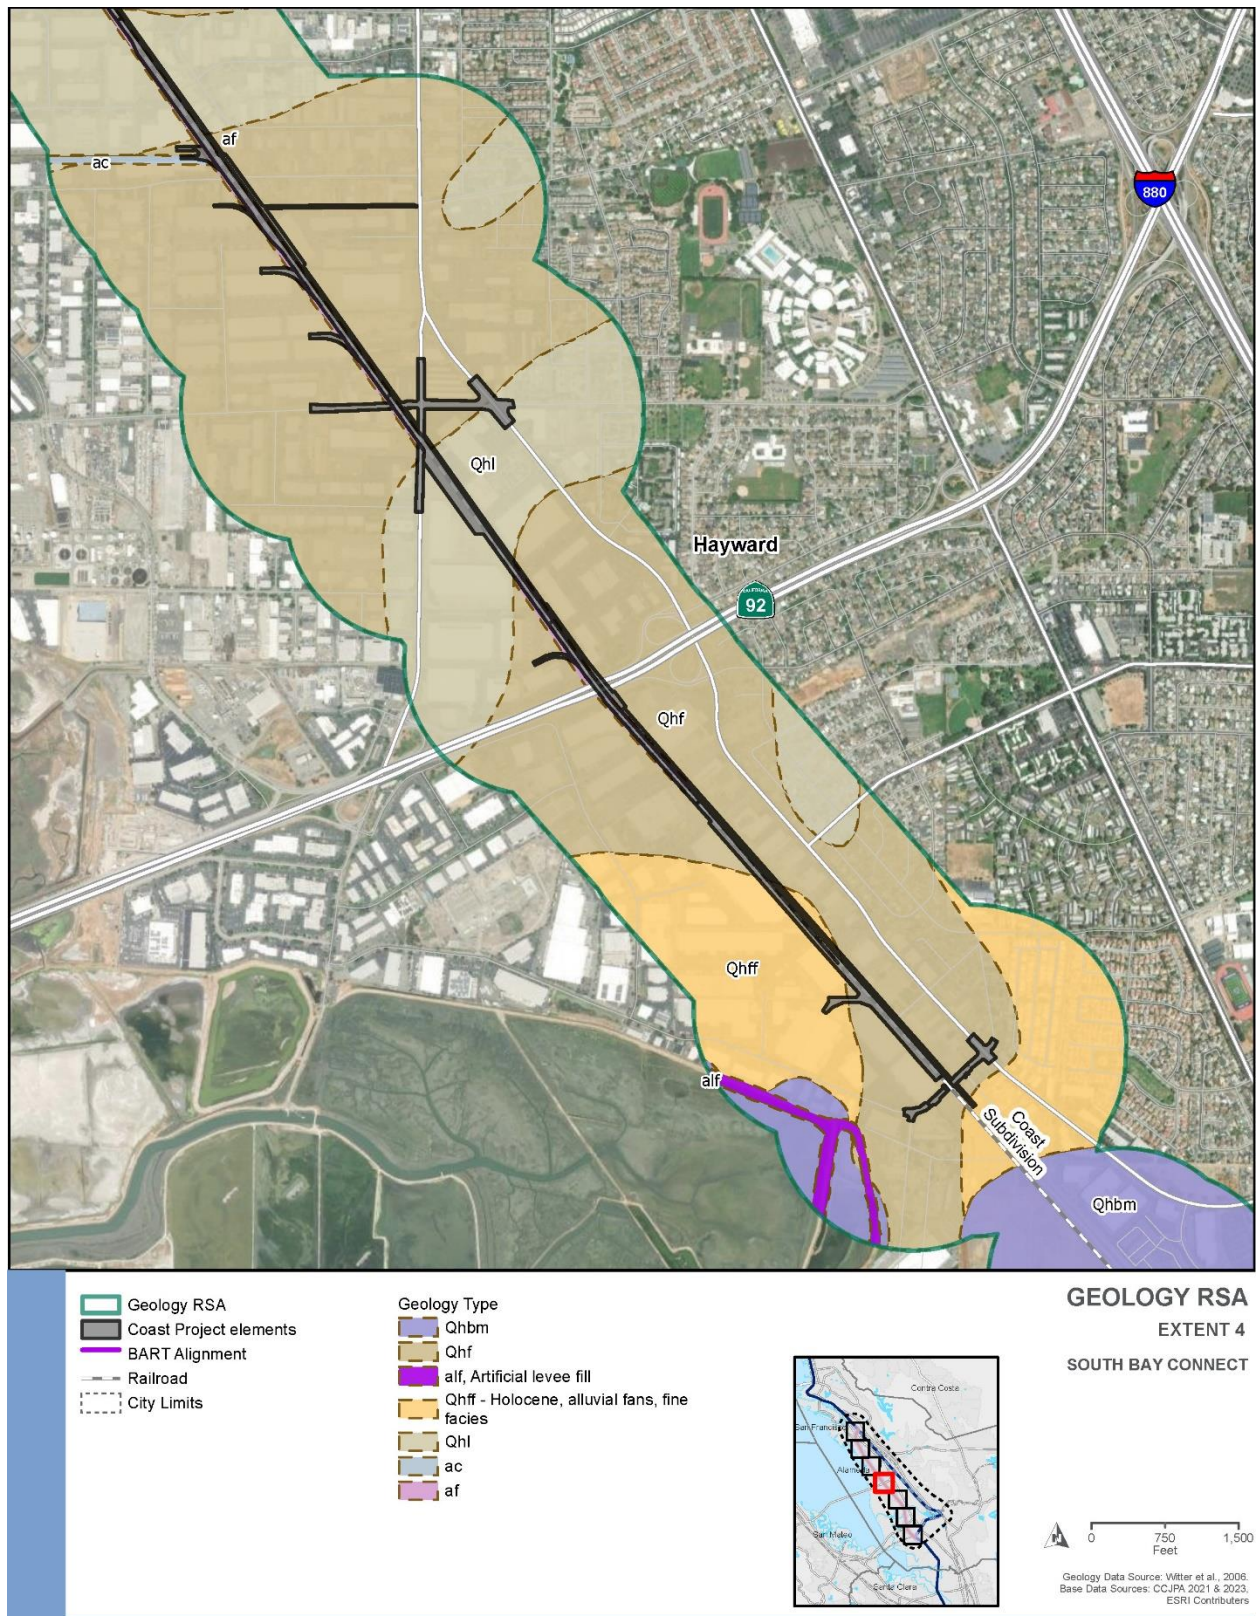 880
af
ac
Qhl
Hayward
CALIFORNIA
92
Qhf
Qhff
alf
Coast
Subdivision
Qhbm
Geology RSA
Coast Project elements
BART Alignment
Railroad
City Limits
Geology Type
Qhbm
Qhf
alf, Artificial levee fill
Qhff - Holocene, alluvial fans, fine
facies
Qhl
ac
af
Contra Costa
San Francisco
Alameda
San Mateo
Santa Clara
GEOLOGY RSA
EXTENT 4
SOUTH BAY CONNECT
N
0 750 1,500
Feet
Geology Data Source: Witter et al., 2006.
Base Data Sources: CCJPA 2021 & 2023.
ESRI Contributers